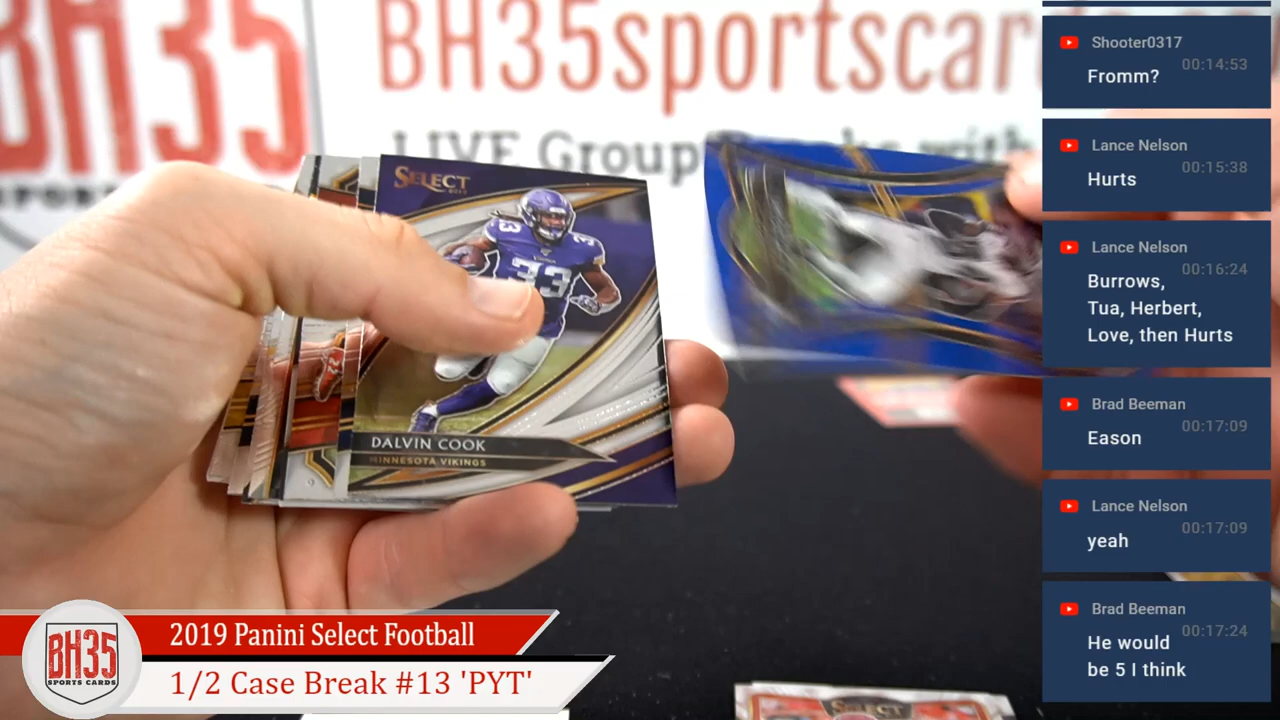 BH35
SPORTS
BH35sportscar
LIVE Group with
SELECT
33
33
DALVIN COOK
MINNESOTA VIKINGS
SELECT
BH35
SPORTS CARDS
2019 Panini Select Football
1/2 Case Break #13 'PYT'
Shooter0317
00:14:53
Fromm?
Lance Nelson
00:15:38
Hurts
Lance Nelson
00:16:24
Burrows,
Tua, Herbert,
Love, then Hurts
Brad Beeman
00:17:09
Eason
Lance Nelson
00:17:09
yeah
Brad Beeman
00:17:24
He would
be 5 I think